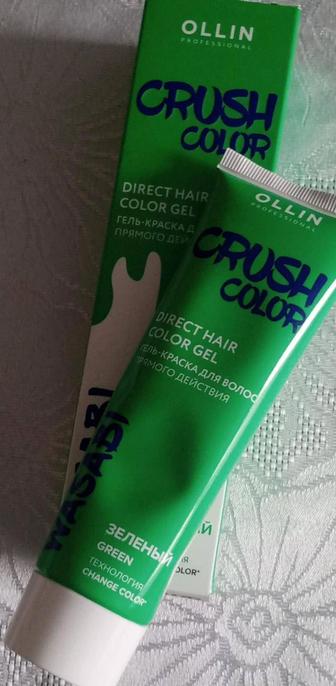 OLLIN
PROFESSIONAL
CRUSH
COLOR
DIRECT HAIR
COLOR GEL
ГЕЛЬ-КРАСКА Д
ПРЯМОГО ДЕЙ
OLLIN
PROFESSIONAL
CRUSH
COLOR
DIRECT HAIR
COLOR GEL
ГЕЛЬ-КРАСКА ДЛЯ ВОЛОС
ПРЯМОГО ДЕЙСТВИЯ
WASABI
ЗЕЛЕНЫЙ
GREEN
ТЕХНОЛОГИЯ
CHANGE COLOR*